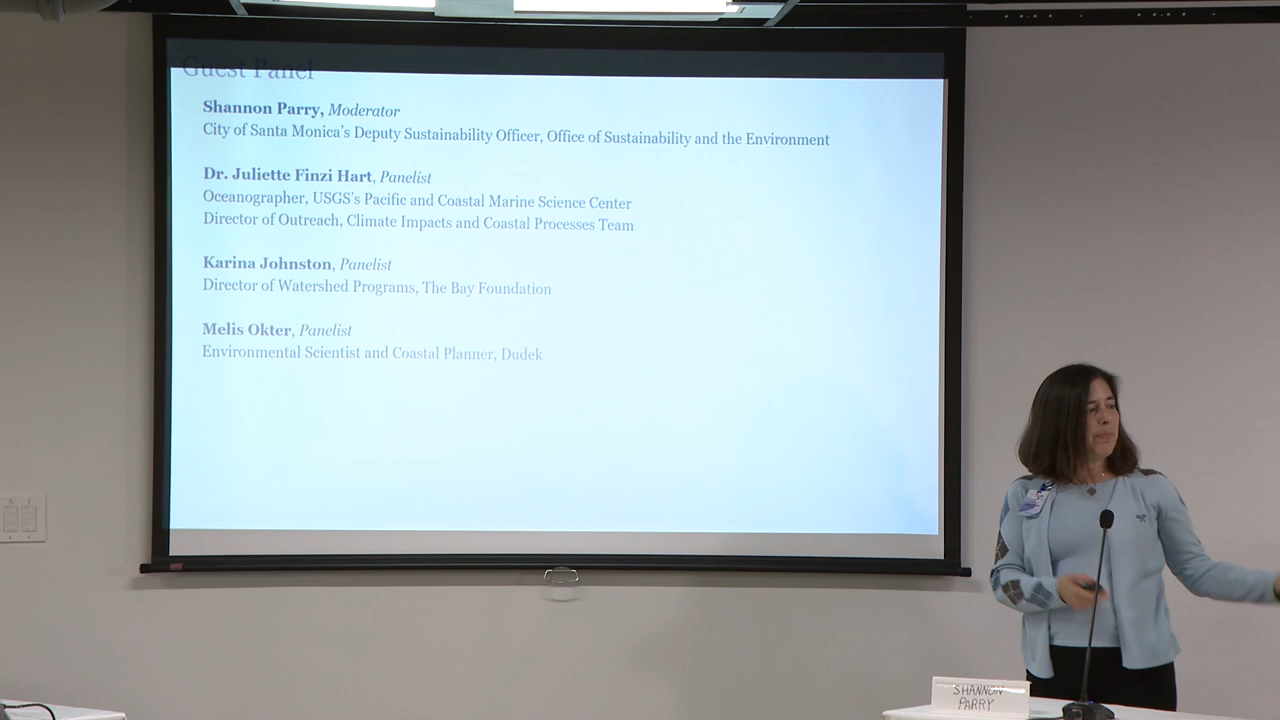 Guest Panel
Shannon Parry, Moderator
City of Santa Monica's Deputy Sustainability Officer, Office of Sustainability and the Environment
Dr. Juliette Finzi Hart, Panelist
Oceanographer, USGS's Pacific and Coastal Marine Science Center
Director of Outreach, Climate Impacts and Coastal Processes Team
Karina Johnston, Panelist
Director of Watershed Programs, The Bay Foundation
Melis Okter, Panelist
Environmental Scientist and Coastal Planner, Dudek
SHANNON
PARRY